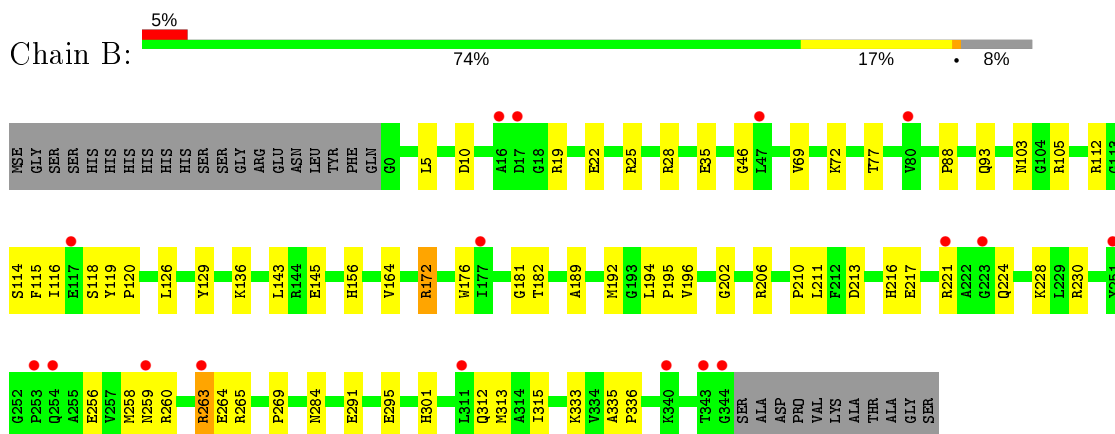 5%
Chain B:
74% 17% • 8%
MSE GLY SER SER HIS HIS HIS HIS HIS HIS SER SER GLY ARG GLU ASN LEU TYR PHE GLN G0 L5 D10 A16 D17 G18 R19 E22 R25 R28 E35 G46 L47 V69 K72 T77 V80 P88 Q93 N103 G104 R105 R112 G113
S114 F115 I116 E117 S118 Y119 P120 L126 Y129 K136 L143 R144 E145 H156 V164 R172 W176 I177 G181 T182 A189 M192 G193 L194 P195 V196 G202 R206 P210 L211 F212 D213 H216 E217 R221 A222 G223 Q224 K228 L229 R230 Y251
G252 P253 Q254 A255 E256 V257 M258 N259 R260 R263 E264 R265 P269 N284 E291 E295 H301 L311 Q312 M313 A314 I315 K333 V334 A335 P336 K340 T343 G344 SER ALA ASP PRO VAL LYS ALA THR ALA GLY SER